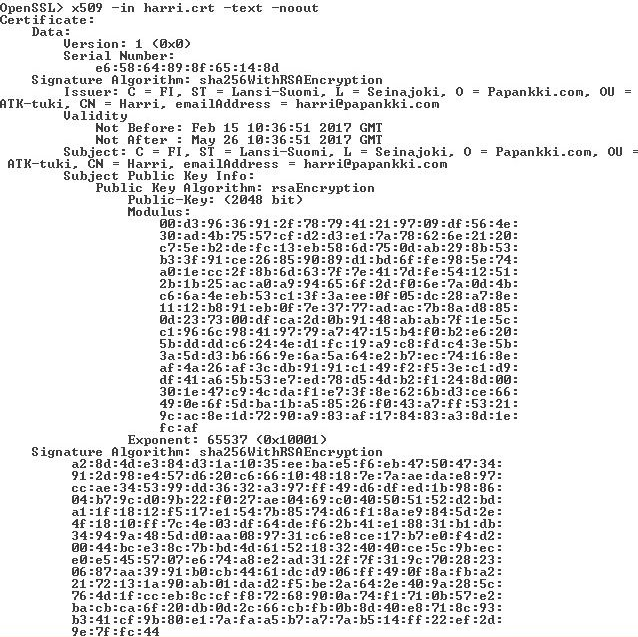 OpenSSL> x509 -in harri.crt -text -noout
Certificate:
Data:
Version: 1 (0x0)
Serial Number:
e6:58:64:89:8f:65:14:8d
Signature Algorithm: sha256WithRSAEncryption
Issuer: C = FI, ST = Lansi-Suomi, L = Seinajoki, O = Papankki.com, OU =
ATK-tuki, CN = Harri, emailAddress = harri@papankki.com
Validity
Not Before: Feb 15 10:36:51 2017 GMT
Not After : May 26 10:36:51 2017 GMT
Subject: C = FI, ST = Lansi-Suomi, L = Seinajoki, O = Papankki.com, OU =
ATK-tuki, CN = Harri, emailAddress = harri@papankki.com
Subject Public Key Info:
Public Key Algorithm: rsaEncryption
Public-Key: (2048 bit)
Modulus:
00:d3:96:36:91:2f:78:79:41:21:97:09:df:56:4e:
30:ad:4b:75:57:cf:d2:d3:e1:7a:78:62:6e:21:20:
c7:5e:b2:de:fc:13:eb:58:6d:75:0d:ab:29:8b:53:
b3:3f:91:ce:26:85:90:89:d1:bd:6f:fe:98:5e:74:
a0:1e:cc:2f:8b:6d:63:7f:7e:41:7d:fe:54:12:51:
2b:1b:25:ac:a0:a9:94:65:6f:2d:f0:6e:7a:0d:4b:
c6:6a:4e:eb:53:c1:3f:3a:ee:0f:05:dc:28:a7:8e:
11:12:b8:91:eb:0f:7e:37:77:ad:ac:7b:8a:d8:85:
0d:23:73:00:df:ca:2d:0b:91:48:ab:ab:7f:1e:5c:
c1:96:6c:98:41:97:79:a7:47:15:b4:f0:b2:e6:20:
5b:dd:dd:c6:24:4e:d1:fc:19:a9:c8:fd:c4:3e:5b:
3a:5d:d3:b6:66:9e:6a:5a:64:e2:b7:ec:74:16:8e:
af:4a:26:af:3c:db:91:91:c1:49:f2:f5:3e:c1:d9:
df:41:a6:5b:53:e7:ed:78:d5:4d:b2:f1:24:8d:00:
30:1e:47:c9:4c:da:f1:e7:3f:8e:62:6b:d3:ce:66:
49:0e:6f:5d:ba:1b:a5:85:26:f0:43:a7:ff:53:21:
9c:ac:8e:1d:72:90:a9:83:af:17:84:83:a3:8d:1e:
fc:af
Exponent: 65537 (0x10001)
Signature Algorithm: sha256WithRSAEncryption
a2:8d:4d:e3:84:d3:1a:10:35:ee:ba:e5:f6:eb:47:50:47:34:
91:2d:98:e4:57:d6:20:c6:66:10:48:18:7e:7a:ae:da:e8:97:
cc:ae:34:53:99:dd:36:32:a3:97:ff:49:d6:df:ed:1b:98:86:
04:b7:9c:d0:9b:22:f0:27:ae:04:69:c0:40:50:51:52:d2:bd:
a1:1f:18:12:f5:17:e1:54:7b:85:74:d6:f1:8a:e9:84:5d:2e:
4f:18:10:ff:7c:4e:03:df:64:de:f6:2b:41:e1:88:31:b1:db:
34:94:9a:48:5d:d0:aa:08:97:31:c6:e8:ce:17:b7:e0:f4:d2:
00:44:bc:e3:8c:7b:bd:4d:61:52:18:32:40:40:ce:5c:9b:ec:
e0:e5:45:57:07:e6:74:a8:e2:ad:31:2f:7f:31:9c:70:28:23:
06:87:aa:39:91:b0:cb:44:61:dc:d9:06:ff:49:0f:8a:fb:a2:
21:72:13:1a:90:ab:01:da:d2:f5:be:2a:64:2e:40:9a:28:5c:
76:4d:1f:cc:eb:8c:cf:f8:72:68:90:0a:74:f1:71:0b:57:e2:
ba:cb:ca:6f:20:db:0d:2c:66:cb:fb:0b:8d:40:e8:71:8c:93:
b3:41:cf:9b:80:e1:7a:fa:a5:b7:a7:7a:b5:14:ff:22:ef:2d:
9e:7f:fc:44